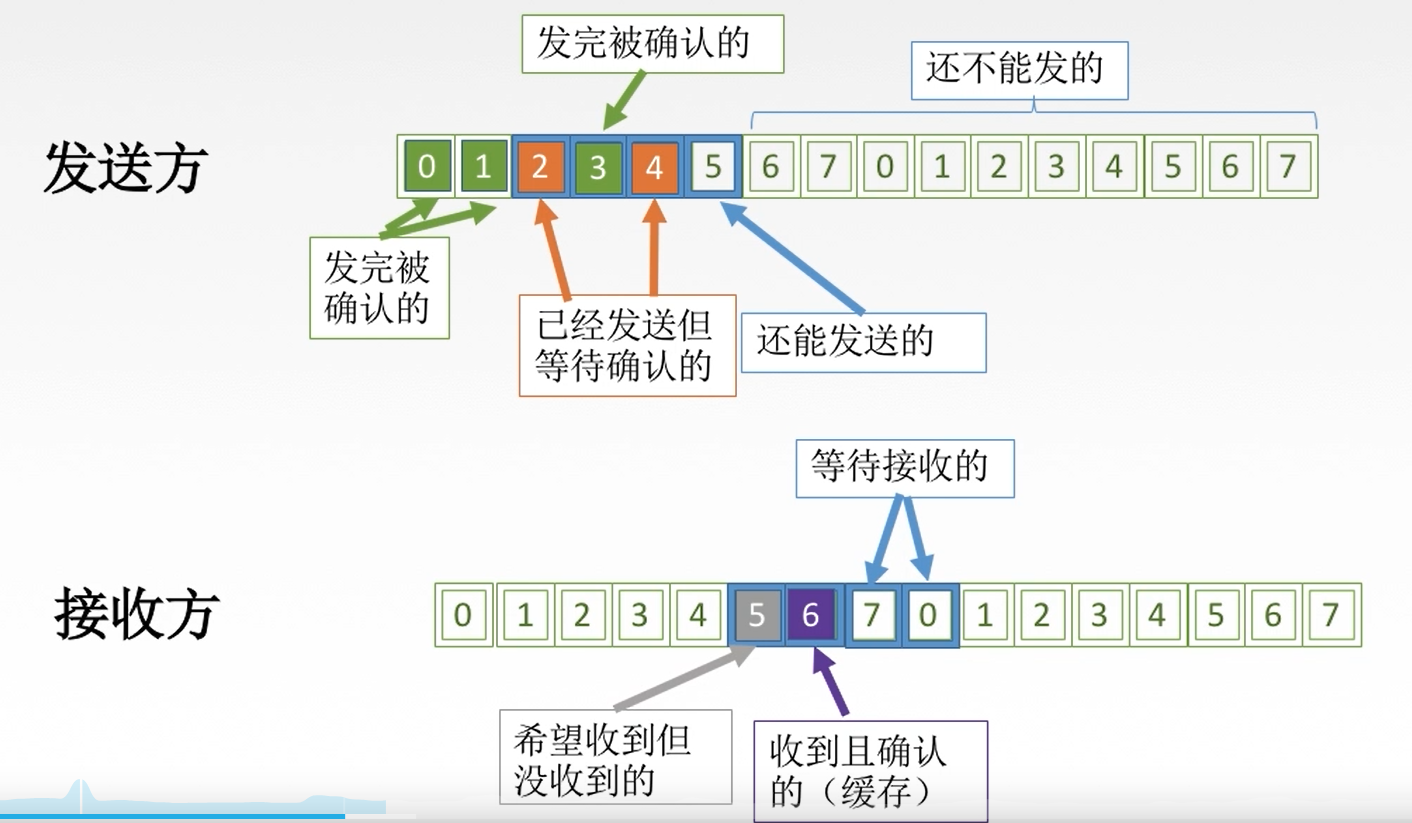 发完被确认的
还不能发的
发送方
0 1 2 3 4 5 6 7 0 1 2 3 4 5 6 7
发完被
确认的
已经发送但
等待确认的
还能发送的
等待接收的
接收方
0 1 2 3 4 5 6 7 0 1 2 3 4 5 6 7
希望收到但
没收到的
收到且确认
的（缓存）